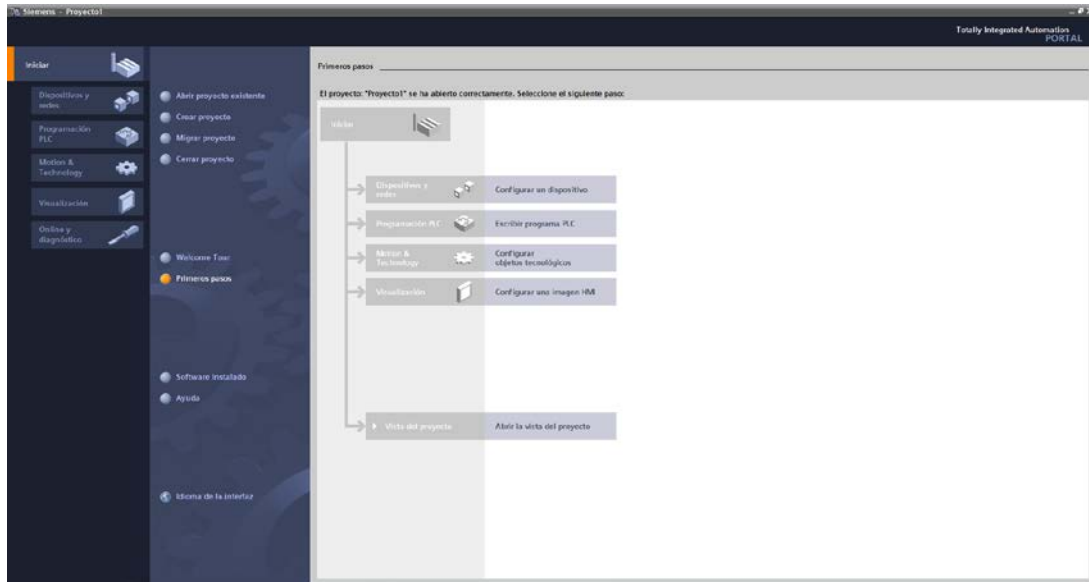 Siemens - Proyecto1
Totally Integrated Automation
PORTAL
Iniciar
Dispositivos y
redes
Programación
PLC
Motion &
Technology
Visualización
Online y
diagnóstico
Abrir proyecto existente
Crear proyecto
Migrar proyecto
Cerrar proyecto
Welcome Tour
Primeros pasos
Software instalado
Ayuda
Idioma de la interfaz
Primeros pasos
El proyecto: "Proyecto1" se ha abierto correctamente. Seleccione el siguiente paso:
Iniciar
Dispositivos y
redes
Configurar un dispositivo
Programación PLC
Escribir programa PLC
Motion &
Technology
Configurar
objetos tecnológicos
Visualización
Configurar una imagen HMI
Vista del proyecto
Abrir la vista del proyecto